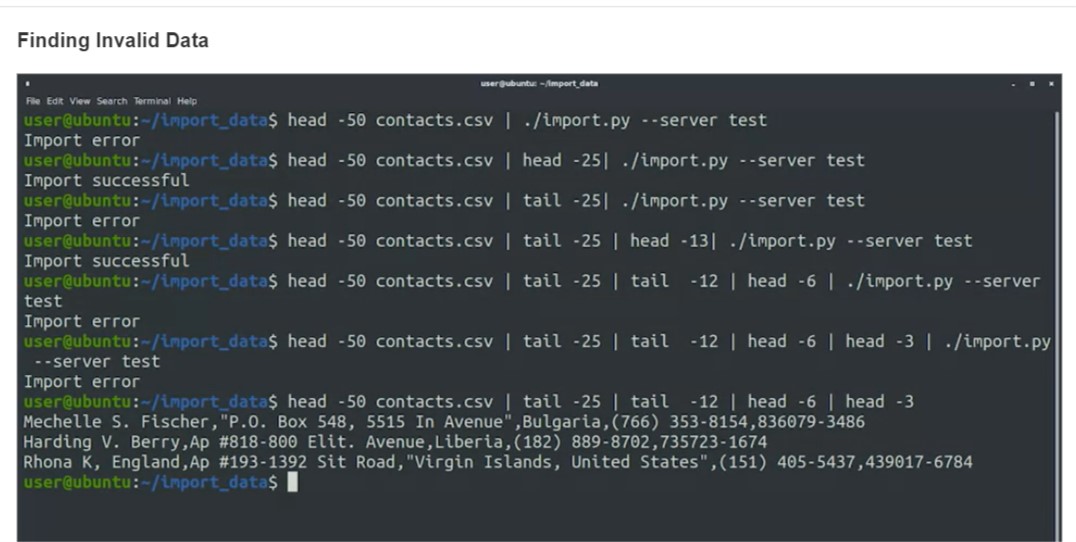 Finding Invalid Data
user@ubuntu: ~/import_data
File Edit View Search Terminal Help
user@ubuntu:~/import_data$ head -50 contacts.csv | ./import.py --server test
Import error
user@ubuntu:~/import_data$ head -50 contacts.csv | head -25| ./import.py --server test
Import successful
user@ubuntu:~/import_data$ head -50 contacts.csv | tail -25| ./import.py --server test
Import error
user@ubuntu:~/import_data$ head -50 contacts.csv | tail -25 | head -13| ./import.py --server test
Import successful
user@ubuntu:~/import_data$ head -50 contacts.csv | tail -25 | tail  -12 | head -6 | ./import.py --server
test
Import error
user@ubuntu:~/import_data$ head -50 contacts.csv | tail -25 | tail  -12 | head -6 | head -3 | ./import.py
 --server test
Import error
user@ubuntu:~/import_data$ head -50 contacts.csv | tail -25 | tail  -12 | head -6 | head -3
Mechelle S. Fischer,"P.O. Box 548, 5515 In Avenue",Bulgaria,(766) 353-8154,836079-3486
Harding V. Berry,Ap #818-800 Elit. Avenue,Liberia,(182) 889-8702,735723-1674
Rhona K, England,Ap #193-1392 Sit Road,"Virgin Islands, United States",(151) 405-5437,439017-6784
user@ubuntu:~/import_data$